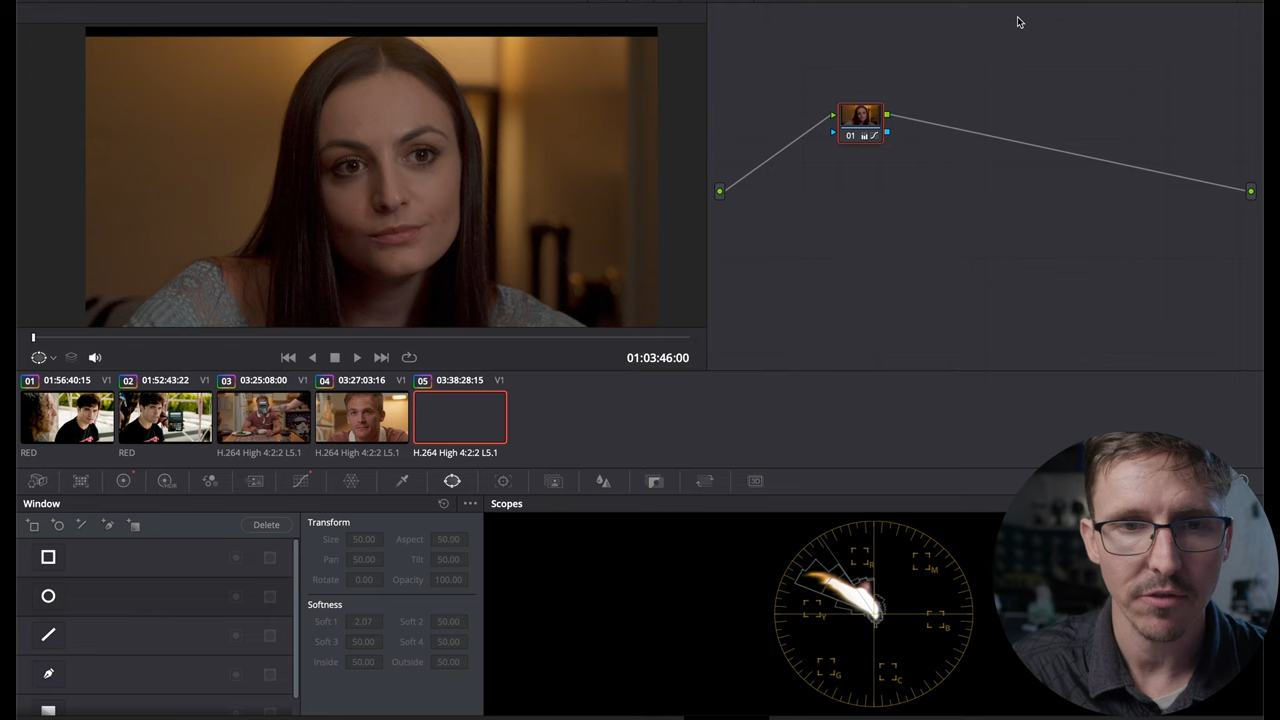 01
01:03:46:00
01 01:56:40:15 V1
02 01:52:43:22 V1
03 03:25:08:00 V1
04 03:27:03:16 V1
05 03:38:28:15 V1
RED
RED
H.264 High 4:2:2 L5.1
H.264 High 4:2:2 L5.1
H.264 High 4:2:2 L5.1
HDR
3D
Window
Delete
Transform
Size 50.00 Aspect 50.00
Pan 50.00 Tilt 50.00
Rotate 0.00 Opacity 100.00
Softness
Soft 1 2.07 Soft 2 50.00
Soft 3 50.00 Soft 4 50.00
Inside 50.00 Outside 50.00
Scopes
R
M
Y
B
G
C